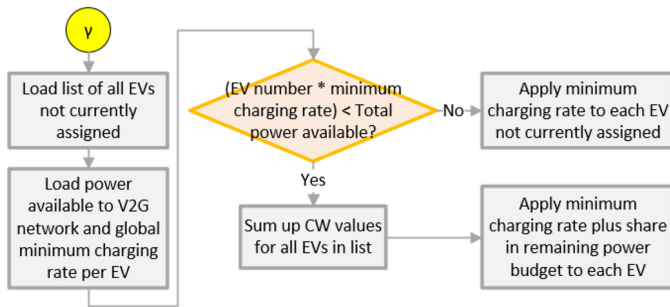 γ
Load list of all EVs
not currently
assigned
Load power
available to V2G
network and global
minimum charging
rate per EV
(EV number * minimum
charging rate) < Total
power available?
No
Apply minimum
charging rate to each EV
not currently assigned
Yes
Sum up CW values
for all EVs in list
Apply minimum
charging rate plus share
in remaining power
budget to each EV